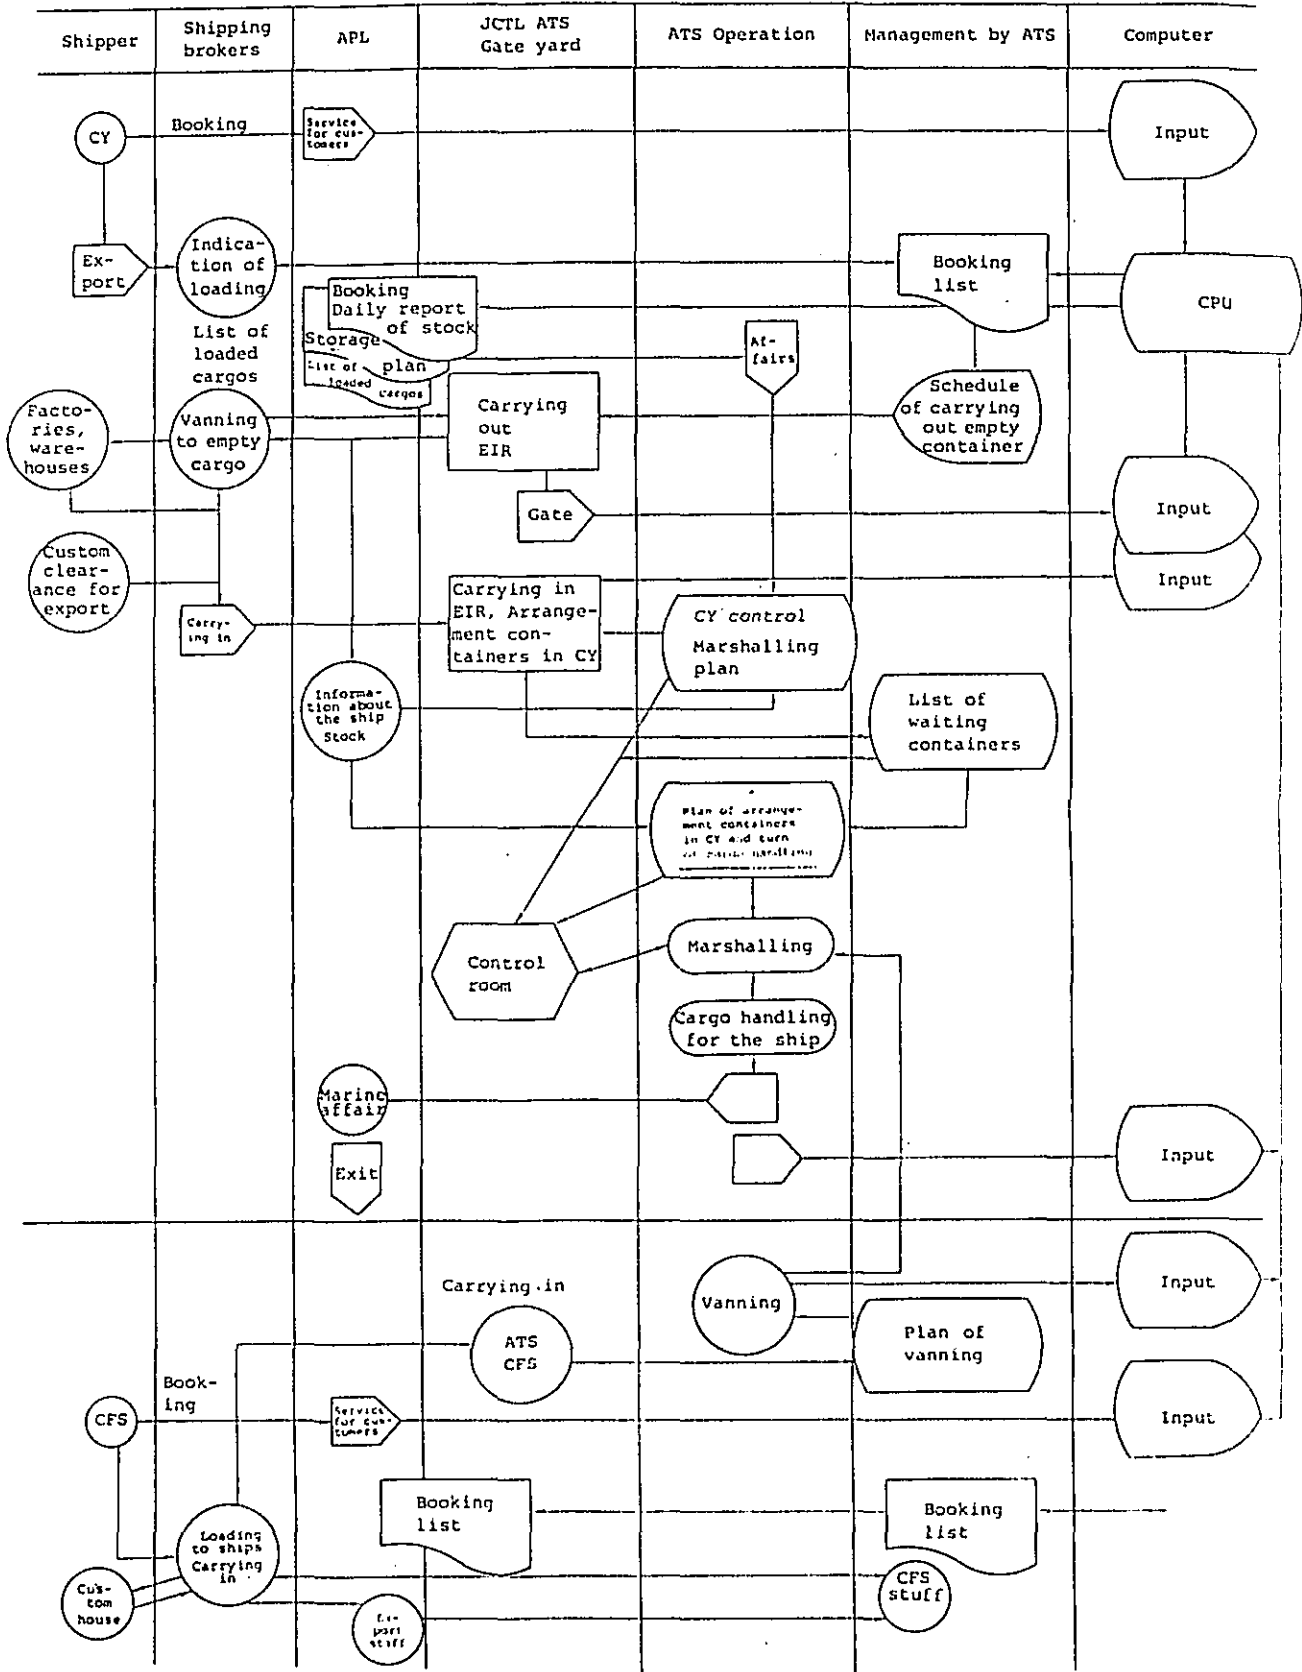 Shipper
Shipping
brokers
APL
JCTL ATS
Gate yard
ATS Operation
Management by ATS
Computer
CY
Booking
Service
for cus-
tomers
Input
Ex-
port
Indica-
tion of
loading
Booking
list
CPU
Booking
Daily report
of stock
Storage
plan
List of
loaded
cargos
Af-
fairs
List of
loaded
cargos
Facto-
ries,
ware-
houses
Vanning
to empty
cargo
Carrying
out
EIR
Schedule
of carrying
out empty
container
Gate
Input
Input
Custom
clear-
ance for
export
Carry-
ing in
Carrying in
EIR, Arrange-
ment con-
tainers in CY
CY control
Marshalling
plan
Informa-
tion about
the ship
Stock
List of
waiting
containers
Plan of arrange-
ment containers
in CY and turn
handling
Control
room
Marshalling
Cargo handling
for the ship
Marine
affair
Exit
Input
Carrying in
Vanning
Input
ATS
CFS
Plan of
vanning
CFS
Book-
ing
Service
for cus-
tumers
Input
Booking
list
Booking
list
Loading
to ships
Carrying
in
Cus-
tom
house
Ex-
port
staff
CFS
stuff